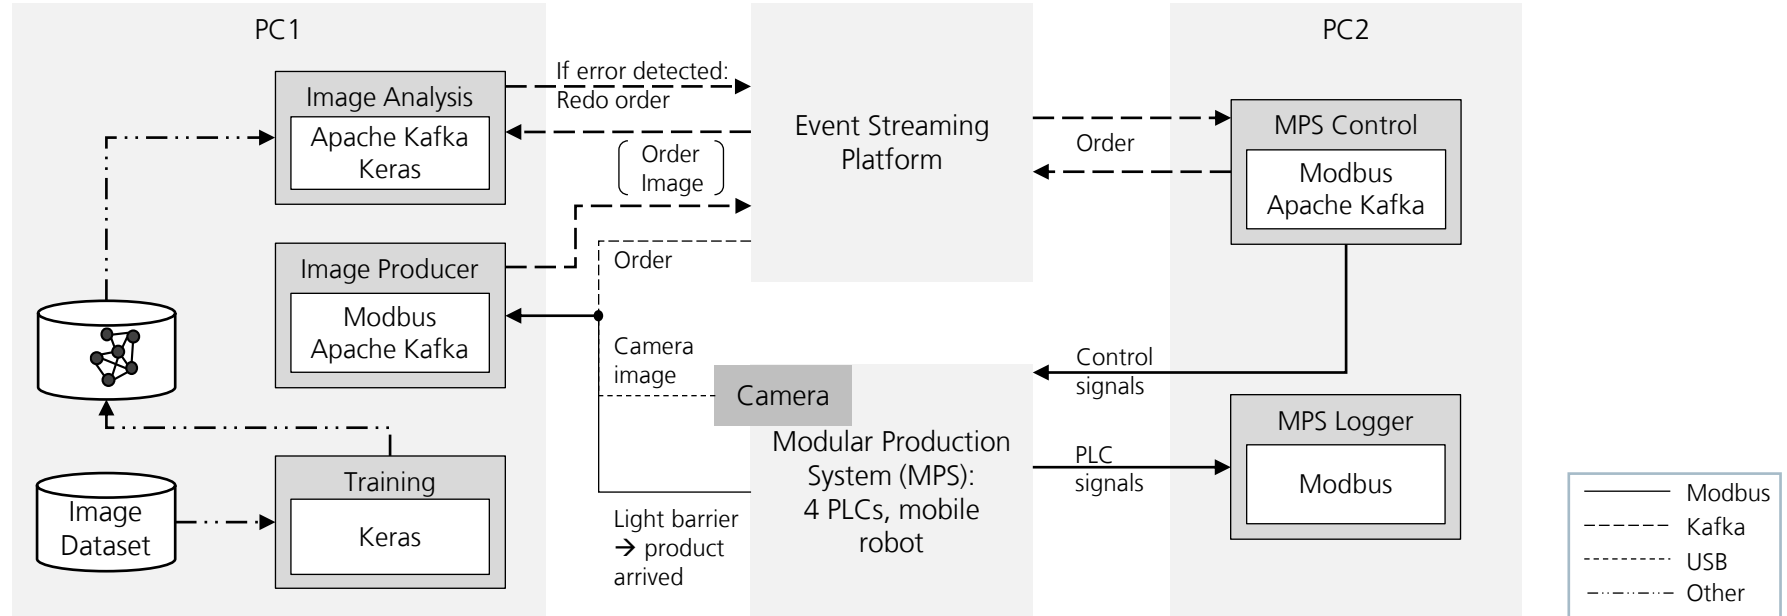 PC1
Image Analysis
Apache Kafka
Keras
Image Producer
Modbus
Apache Kafka
Training
Keras
Image
Dataset
If error detected:
Redo order
Order
Image
Order
Camera
image
Light barrier
→ product
arrived
Event Streaming
Platform
Camera
Modular Production
System (MPS):
4 PLCs, mobile
robot
Order
Control
signals
PLC
signals
PC2
MPS Control
Modbus
Apache Kafka
MPS Logger
Modbus
Modbus
Kafka
USB
Other